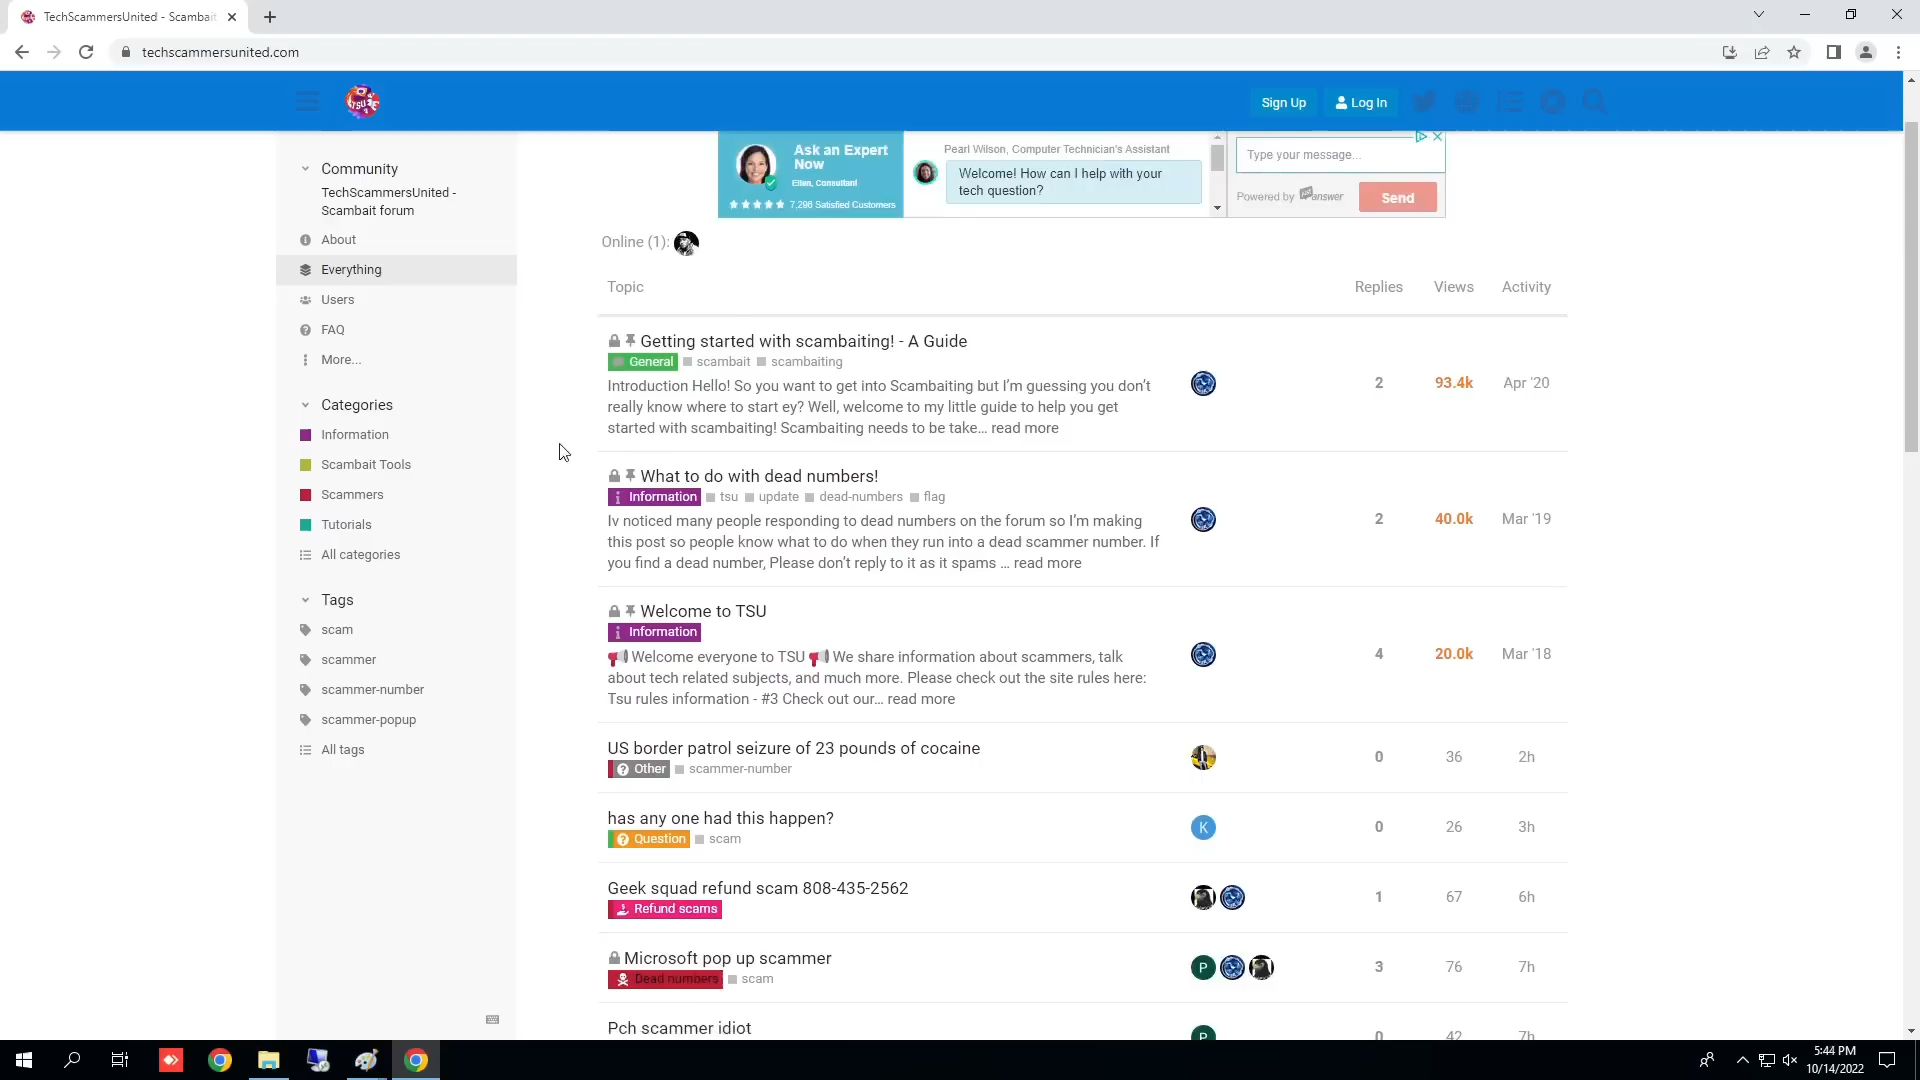 TechScammersUnited - Scambait
techscammersunited.com
TSU
Sign Up
Log In
Ask an Expert
Now
Ellen, Consultant
7,296 Satisfied Customers
Pearl Wilson, Computer Technician's Assistant
Welcome! How can I help with your
tech question?
Type your message...
Powered by JustAnswer
Send
Community
TechScammersUnited -
Scambait forum
About
Everything
Users
FAQ
More...
Categories
Information
Scambait Tools
Scammers
Tutorials
All categories
Tags
scam
scammer
scammer-number
scammer-popup
All tags
Online (1):
Topic Replies Views Activity
Getting started with scambaiting! - A Guide
General scambait scambaiting
Introduction Hello! So you want to get into Scambaiting but I’m guessing you don’t
really know where to start ey? Well, welcome to my little guide to help you get
started with scambaiting! Scambaiting needs to be take… read more
2 93.4k Apr '20
What to do with dead numbers!
Information tsu update dead-numbers flag
Iv noticed many people responding to dead numbers on the forum so I’m making
this post so people know what to do when they run into a dead scammer number. If
you find a dead number, Please don’t reply to it as it spams … read more
2 40.0k Mar '19
Welcome to TSU
Information
Welcome everyone to TSU We share information about scammers, talk
about tech related subjects, and much more. Please check out the site rules here:
Tsu rules information - #3 Check out our… read more
4 20.0k Mar '18
US border patrol seizure of 23 pounds of cocaine
Other scammer-number
0 36 2h
has any one had this happen?
Question scam
K
0 26 3h
Geek squad refund scam 808-435-2562
Refund scams
1 67 6h
Microsoft pop up scammer
Dead numbers scam
P
3 76 7h
Pch scammer idiot
P
0 42 7h
5:44 PM
10/14/2022